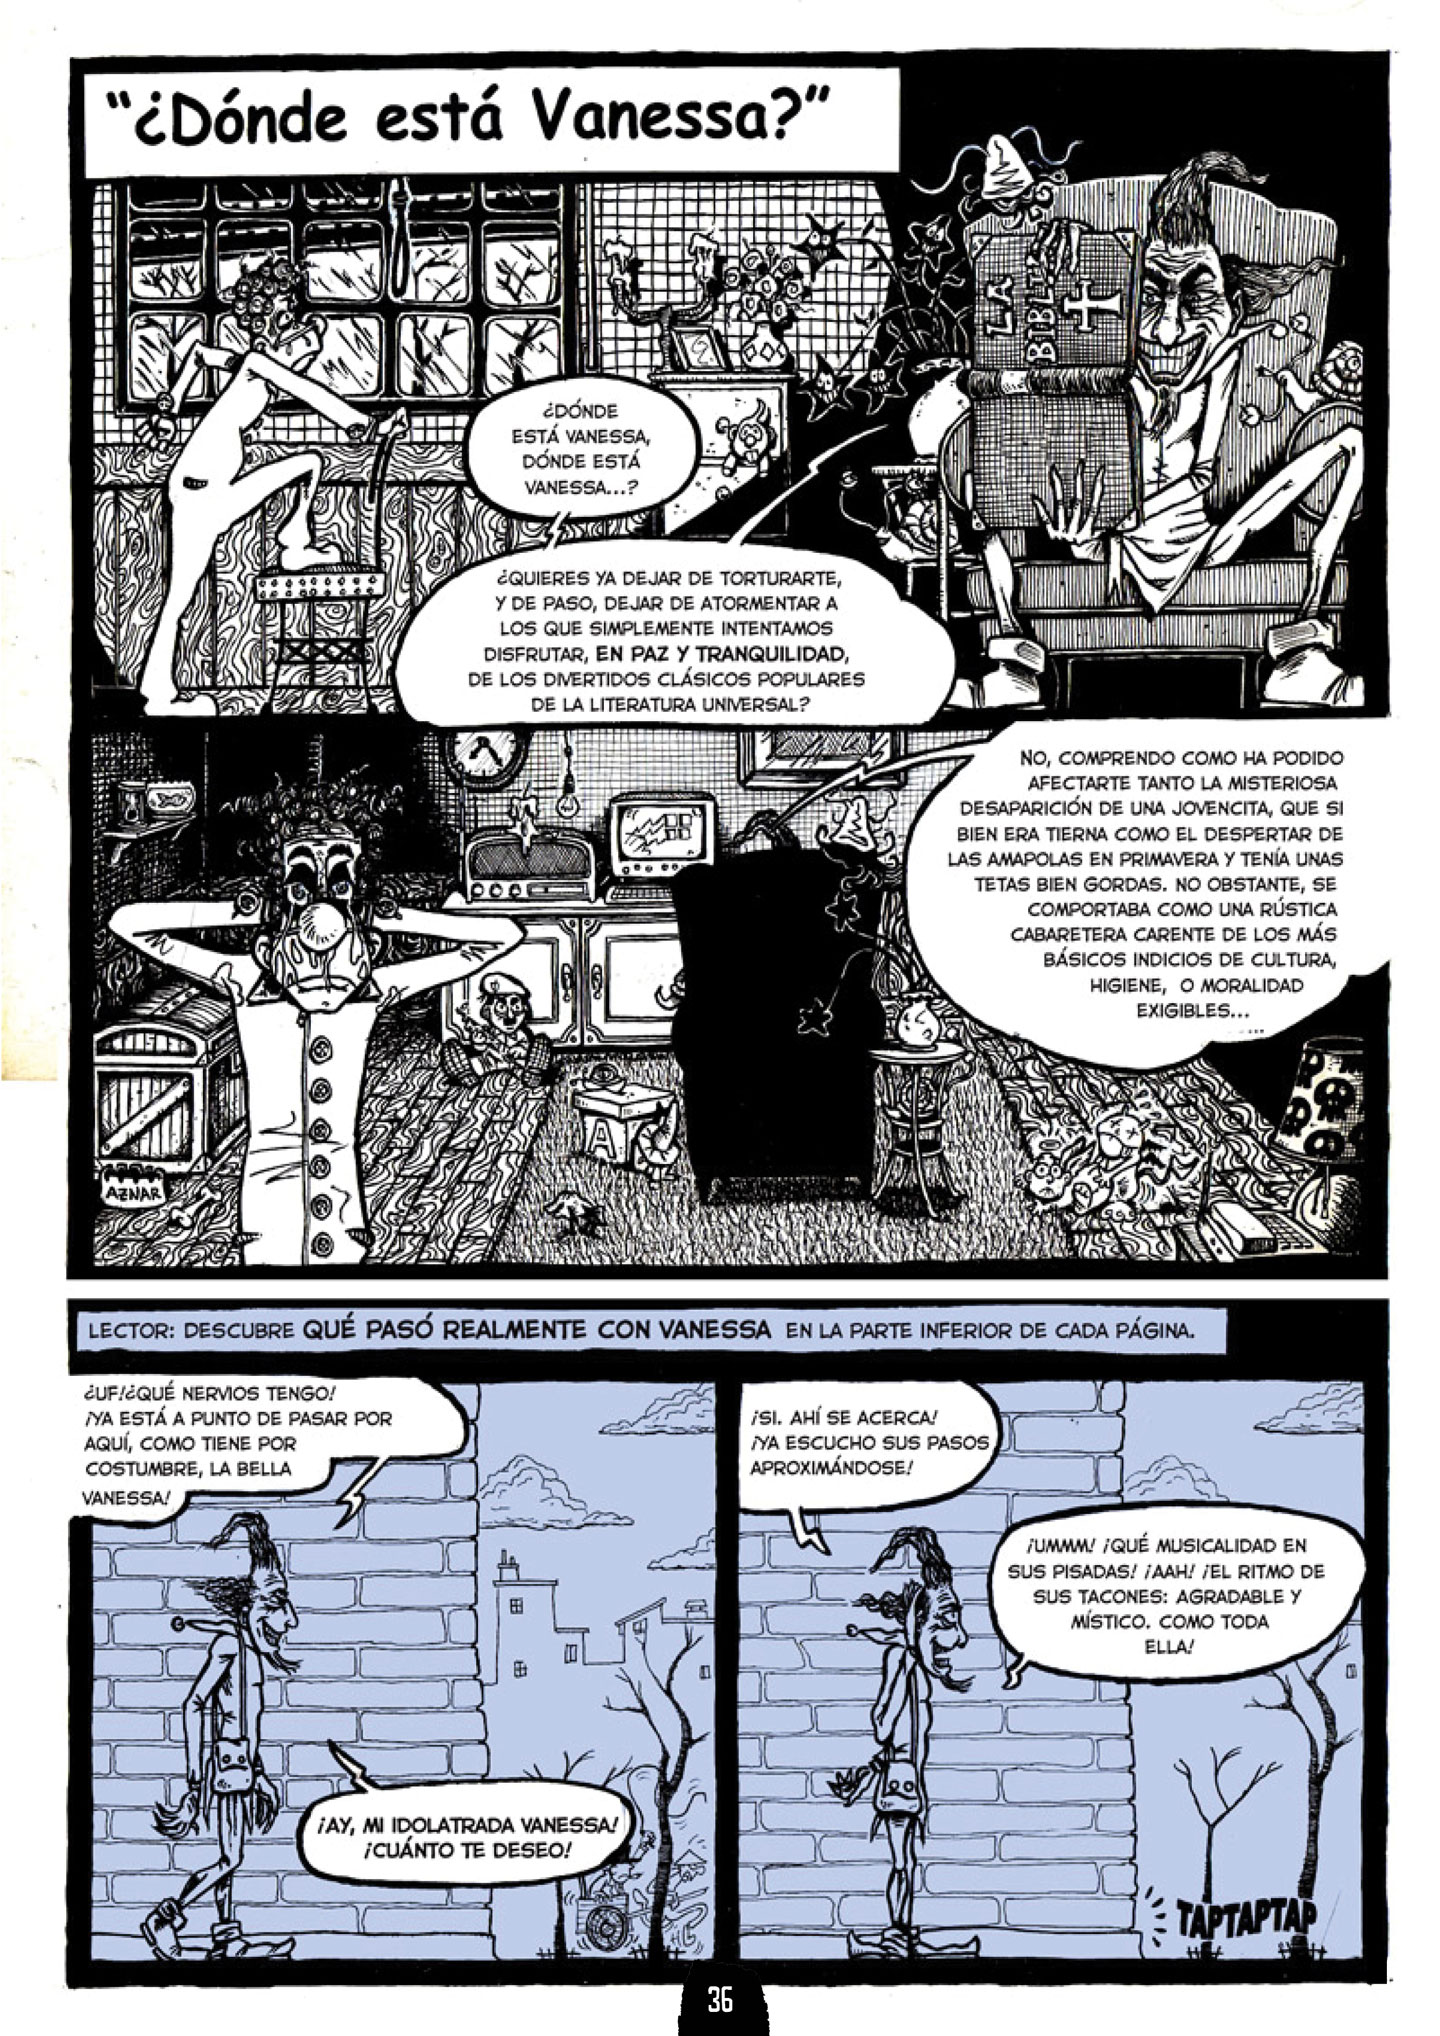 “¿Dónde está Vanessa?”
LA
BIBLIA
¿DÓNDE
ESTÁ VANESSA,
DÓNDE ESTÁ
VANESSA...?
¿QUIERES YA DEJAR DE TORTURARTE,
Y DE PASO, DEJAR DE ATORMENTAR A
LOS QUE SIMPLEMENTE INTENTAMOS
DISFRUTAR, EN PAZ Y TRANQUILIDAD,
DE LOS DIVERTIDOS CLÁSICOS POPULARES
DE LA LITERATURA UNIVERSAL?
NO, COMPRENDO COMO HA PODIDO
AFECTARTE TANTO LA MISTERIOSA
DESAPARICIÓN DE UNA JOVENCITA, QUE SI
BIEN ERA TIERNA COMO EL DESPERTAR DE
LAS AMAPOLAS EN PRIMAVERA Y TENÍA UNAS
TETAS BIEN GORDAS. NO OBSTANTE, SE
COMPORTABA COMO UNA RÚSTICA
CABARETERA CARENTE DE LOS MÁS
BÁSICOS INDICIOS DE CULTURA,
HIGIENE, O MORALIDAD
EXIGIBLES...
A
AZNAR
LECTOR: DESCUBRE QUÉ PASÓ REALMENTE CON VANESSA EN LA PARTE INFERIOR DE CADA PÁGINA.
¿UF!¿QUÉ NERVIOS TENGO!
¡YA ESTÁ A PUNTO DE PASAR POR
AQUÍ, COMO TIENE POR
COSTUMBRE, LA BELLA
VANESSA!
¡AY, MI IDOLATRADA VANESSA!
¡CUÁNTO TE DESEO!
¡SI. AHÍ SE ACERCA!
¡YA ESCUCHO SUS PASOS
APROXIMÁNDOSE!
¡UMMM! ¡QUÉ MUSICALIDAD EN
SUS PISADAS! ¡AAH! ¡EL RITMO DE
SUS TACONES: AGRADABLE Y
MÍSTICO. COMO TODA
ELLA!
TAPTAPTAP
36